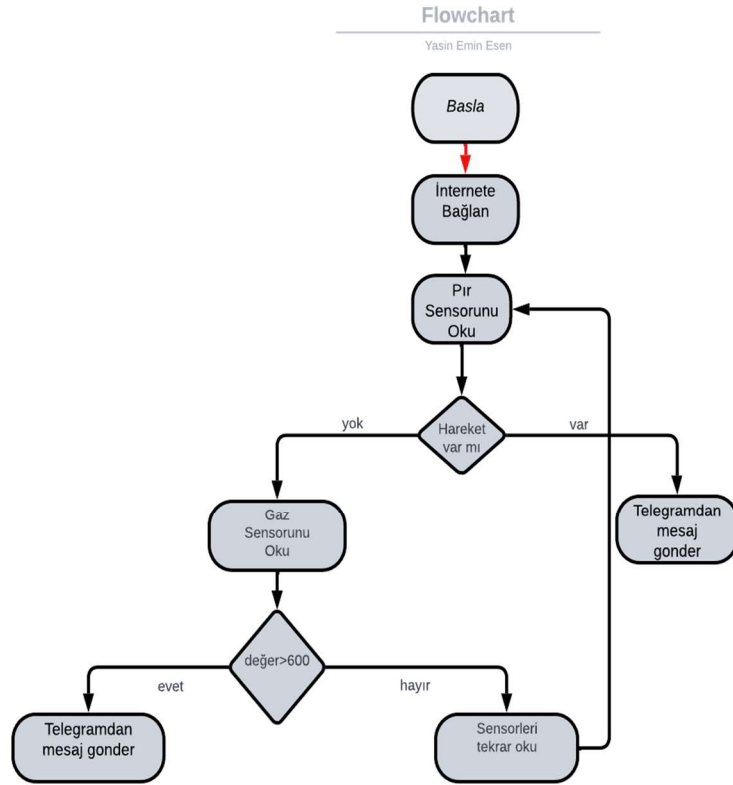 Flowchart
Yasin Emin Esen
Basla
İnternete
Bağlan
Pır
Sensorunu
Oku
Hareket
var mı
yok
var
Gaz
Sensorunu
Oku
Telegramdan
mesaj
gonder
değer>600
evet
hayır
Telegramdan
mesaj gonder
Sensorleri
tekrar oku